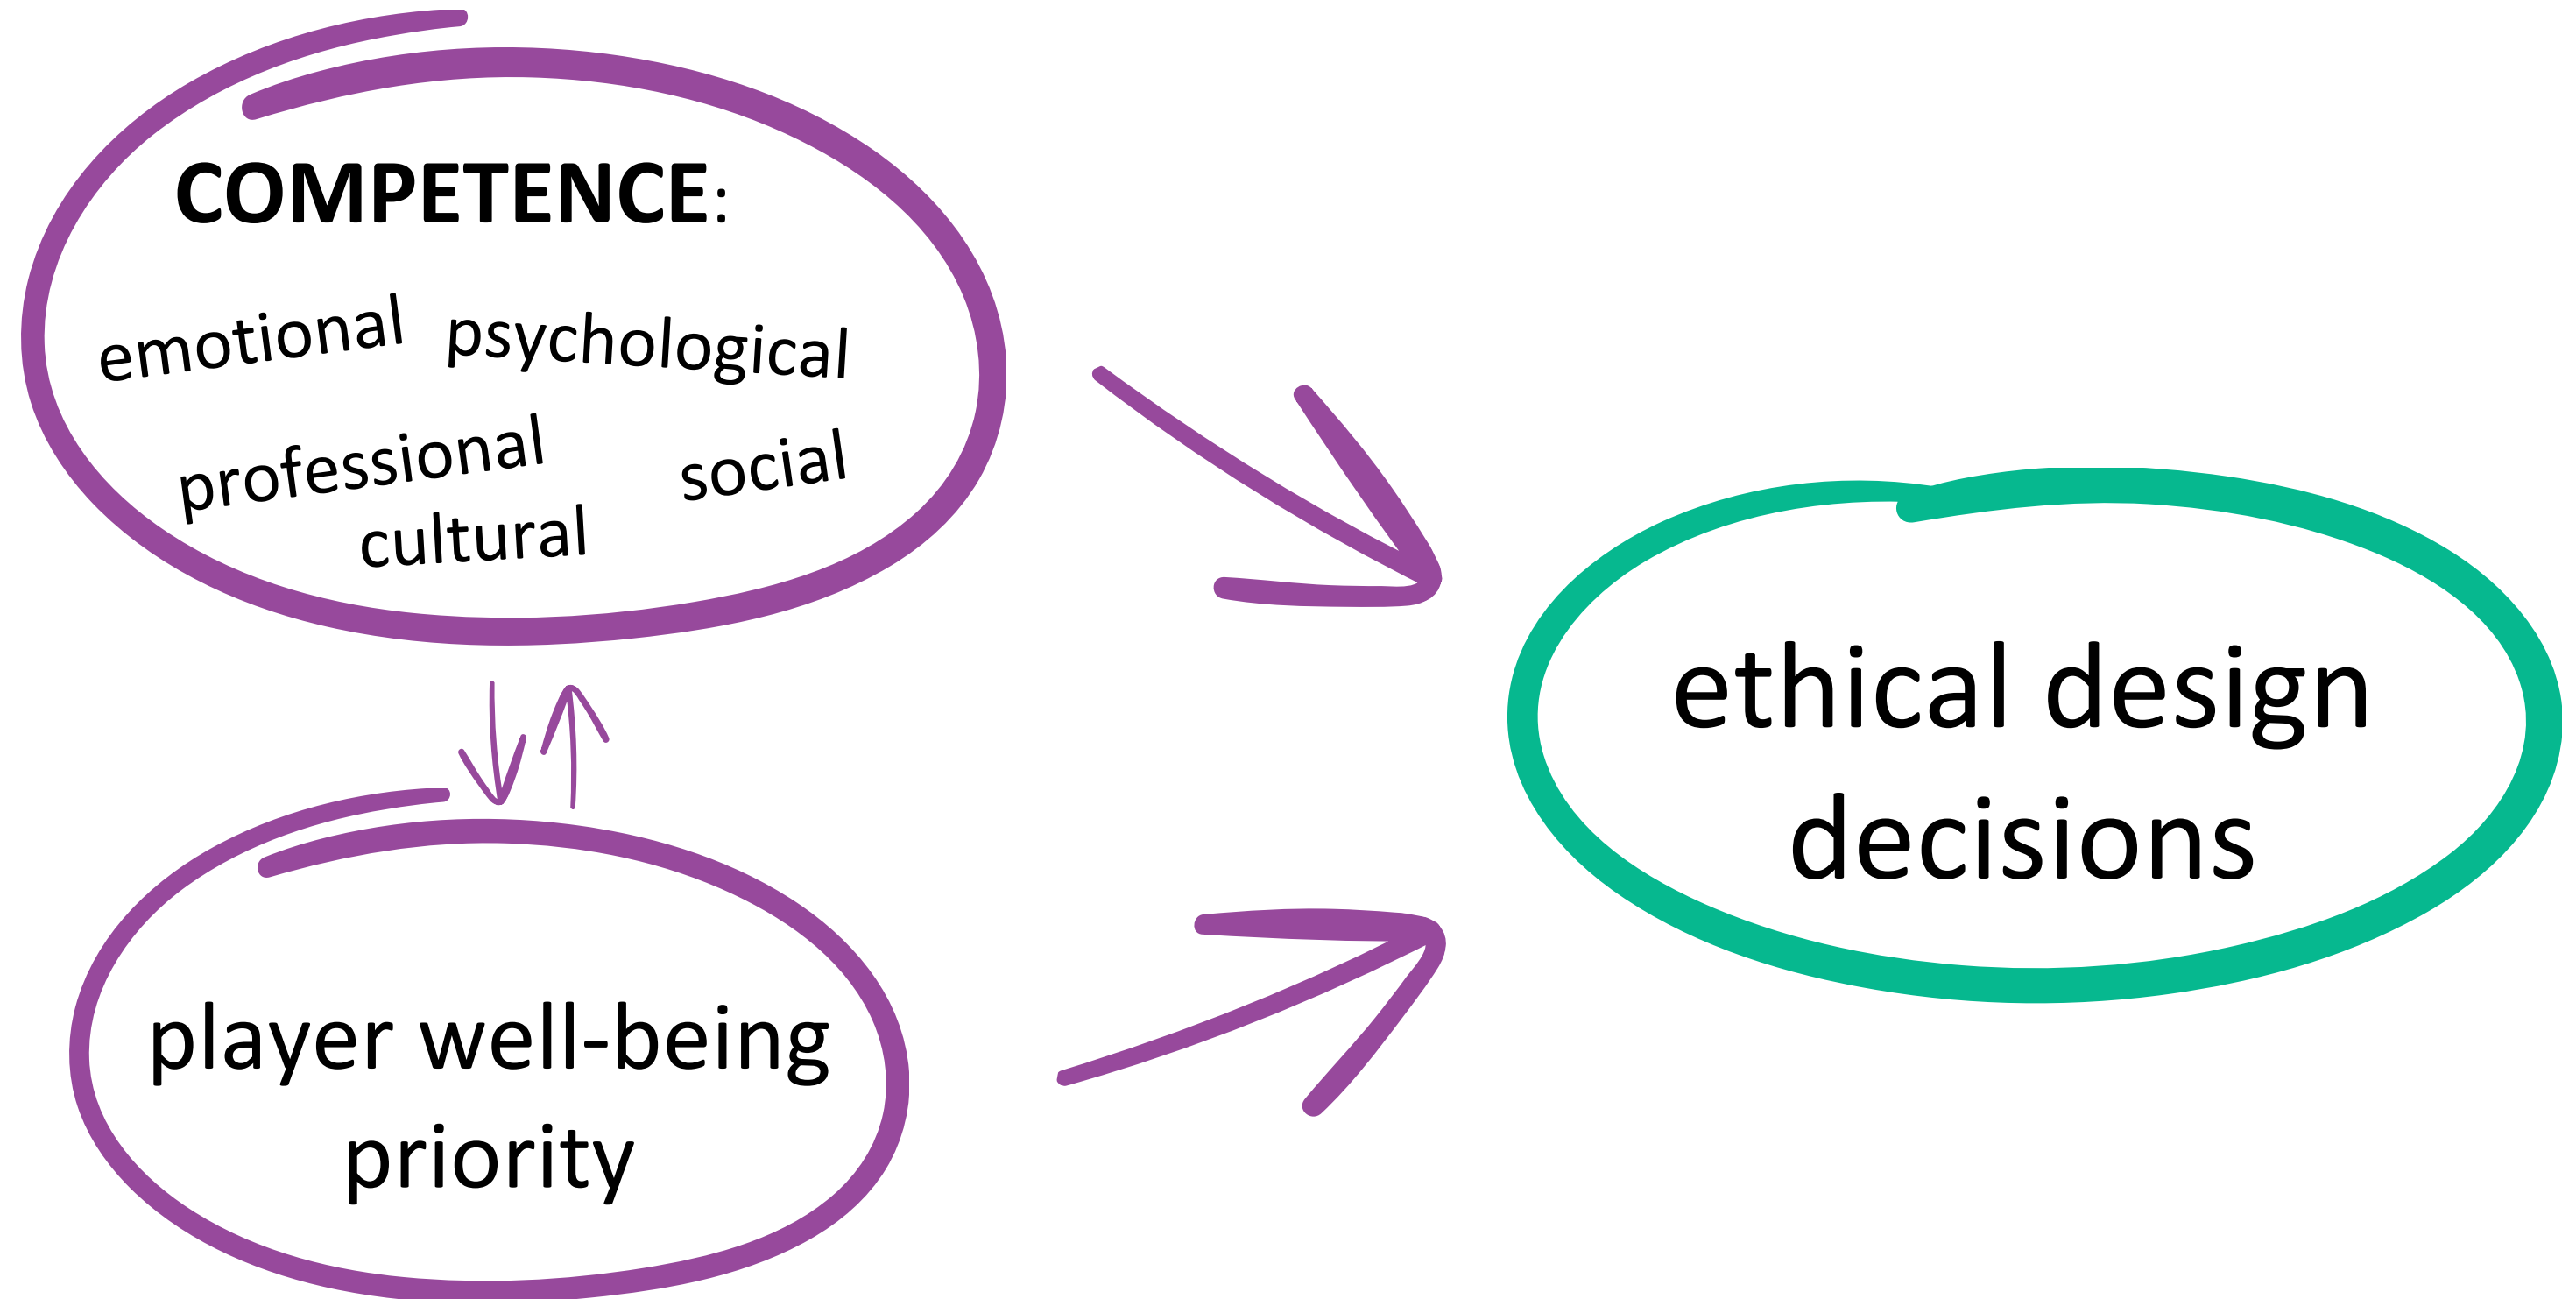 COMPETENCE:
emotional psychological
professional social
cultural
player well-being
priority
ethical design
decisions